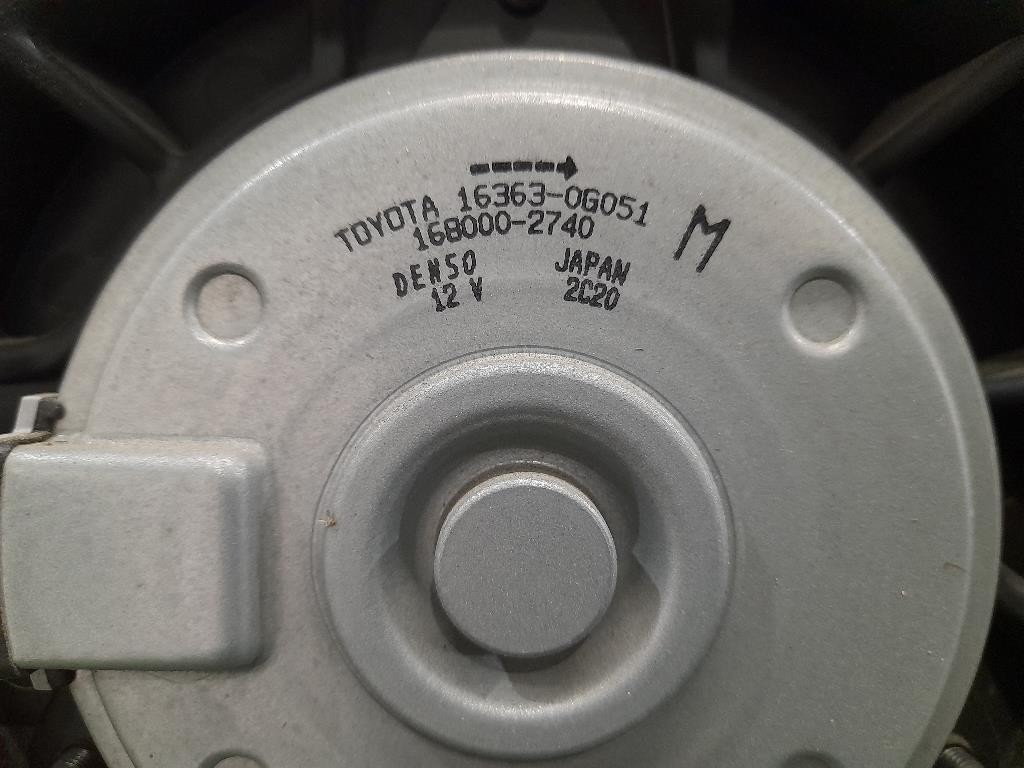 TOYOTA 16363-0G051
168000-2740
M
DENSO JAPAN
12 V 2C20